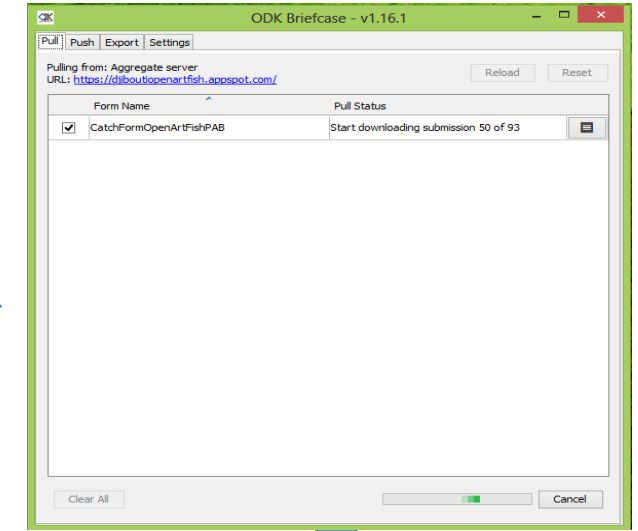 ODK Briefcase - v1.16.1
Pull Push Export Settings
Pulling from: Aggregate server
URL: https://djiboutiopenartfish.appspot.com/
Reload Reset
Form Name Pull Status
CatchFormOpenArtFishPAB Start downloading submission 50 of 93
Clear All Cancel